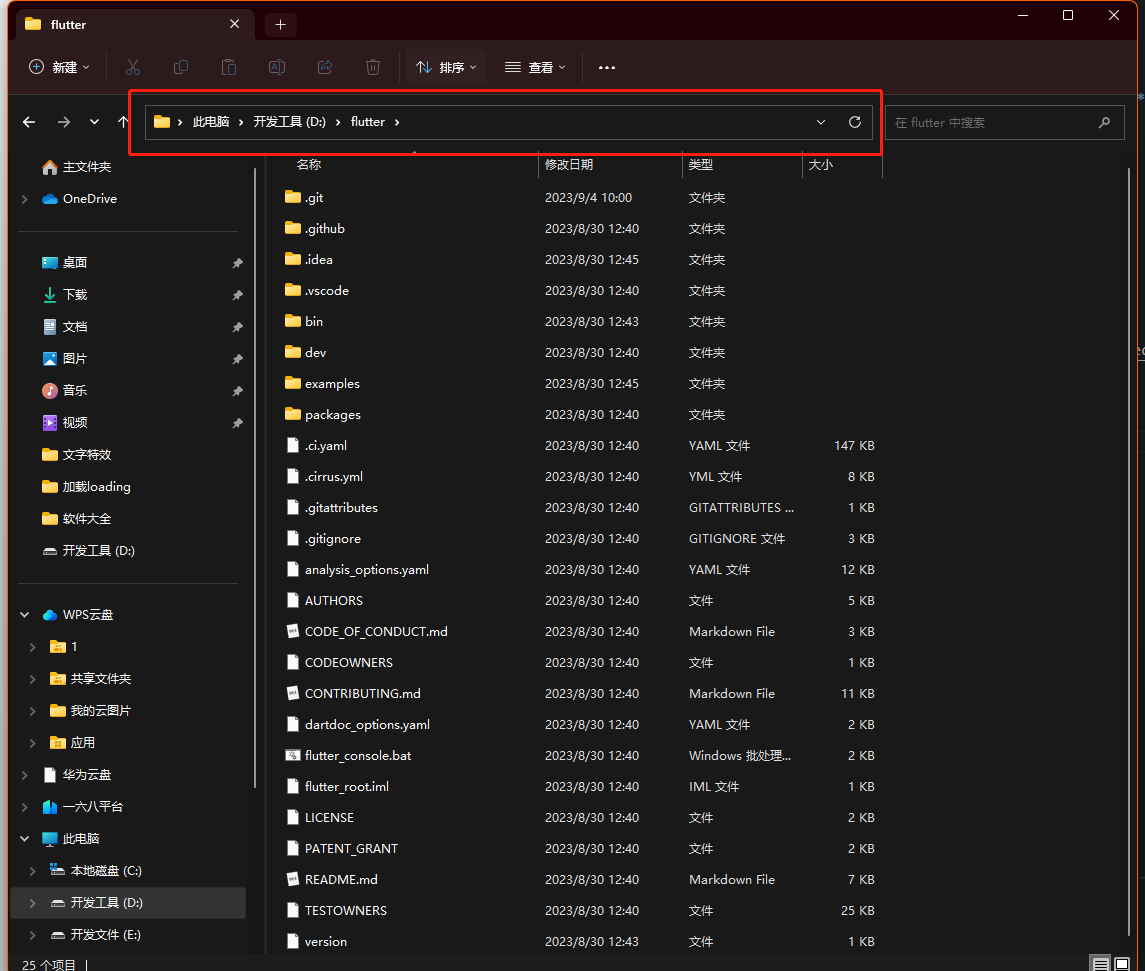 flutter
新建
排序
查看
此电脑 开发工具 (D:) flutter
在 flutter 中搜索
主文件夹
OneDrive
桌面
下载
文档
图片
音乐
视频
文字特效
加载loading
软件大全
开发工具 (D:)
WPS云盘
1
共享文件夹
我的云图片
应用
华为云盘
一六八平台
此电脑
本地磁盘 (C:)
开发工具 (D:)
开发文件 (E:)
名称 修改日期 类型 大小
.git 2023/9/4 10:00 文件夹
.github 2023/8/30 12:40 文件夹
.idea 2023/8/30 12:45 文件夹
.vscode 2023/8/30 12:40 文件夹
bin 2023/8/30 12:43 文件夹
dev 2023/8/30 12:40 文件夹
examples 2023/8/30 12:45 文件夹
packages 2023/8/30 12:40 文件夹
.ci.yaml 2023/8/30 12:40 YAML 文件 147 KB
.cirrus.yml 2023/8/30 12:40 YML 文件 8 KB
.gitattributes 2023/8/30 12:40 GITATTRIBUTES ... 1 KB
.gitignore 2023/8/30 12:40 GITIGNORE 文件 3 KB
analysis_options.yaml 2023/8/30 12:40 YAML 文件 12 KB
AUTHORS 2023/8/30 12:40 文件 5 KB
CODE_OF_CONDUCT.md 2023/8/30 12:40 Markdown File 3 KB
CODEOWNERS 2023/8/30 12:40 文件 1 KB
CONTRIBUTING.md 2023/8/30 12:40 Markdown File 11 KB
dartdoc_options.yaml 2023/8/30 12:40 YAML 文件 2 KB
flutter_console.bat 2023/8/30 12:40 Windows 批处理... 2 KB
flutter_root.iml 2023/8/30 12:40 IML 文件 1 KB
LICENSE 2023/8/30 12:40 文件 2 KB
PATENT_GRANT 2023/8/30 12:40 文件 2 KB
README.md 2023/8/30 12:40 Markdown File 7 KB
TESTOWNERS 2023/8/30 12:40 文件 25 KB
version 2023/8/30 12:43 文件 1 KB
25 个项目